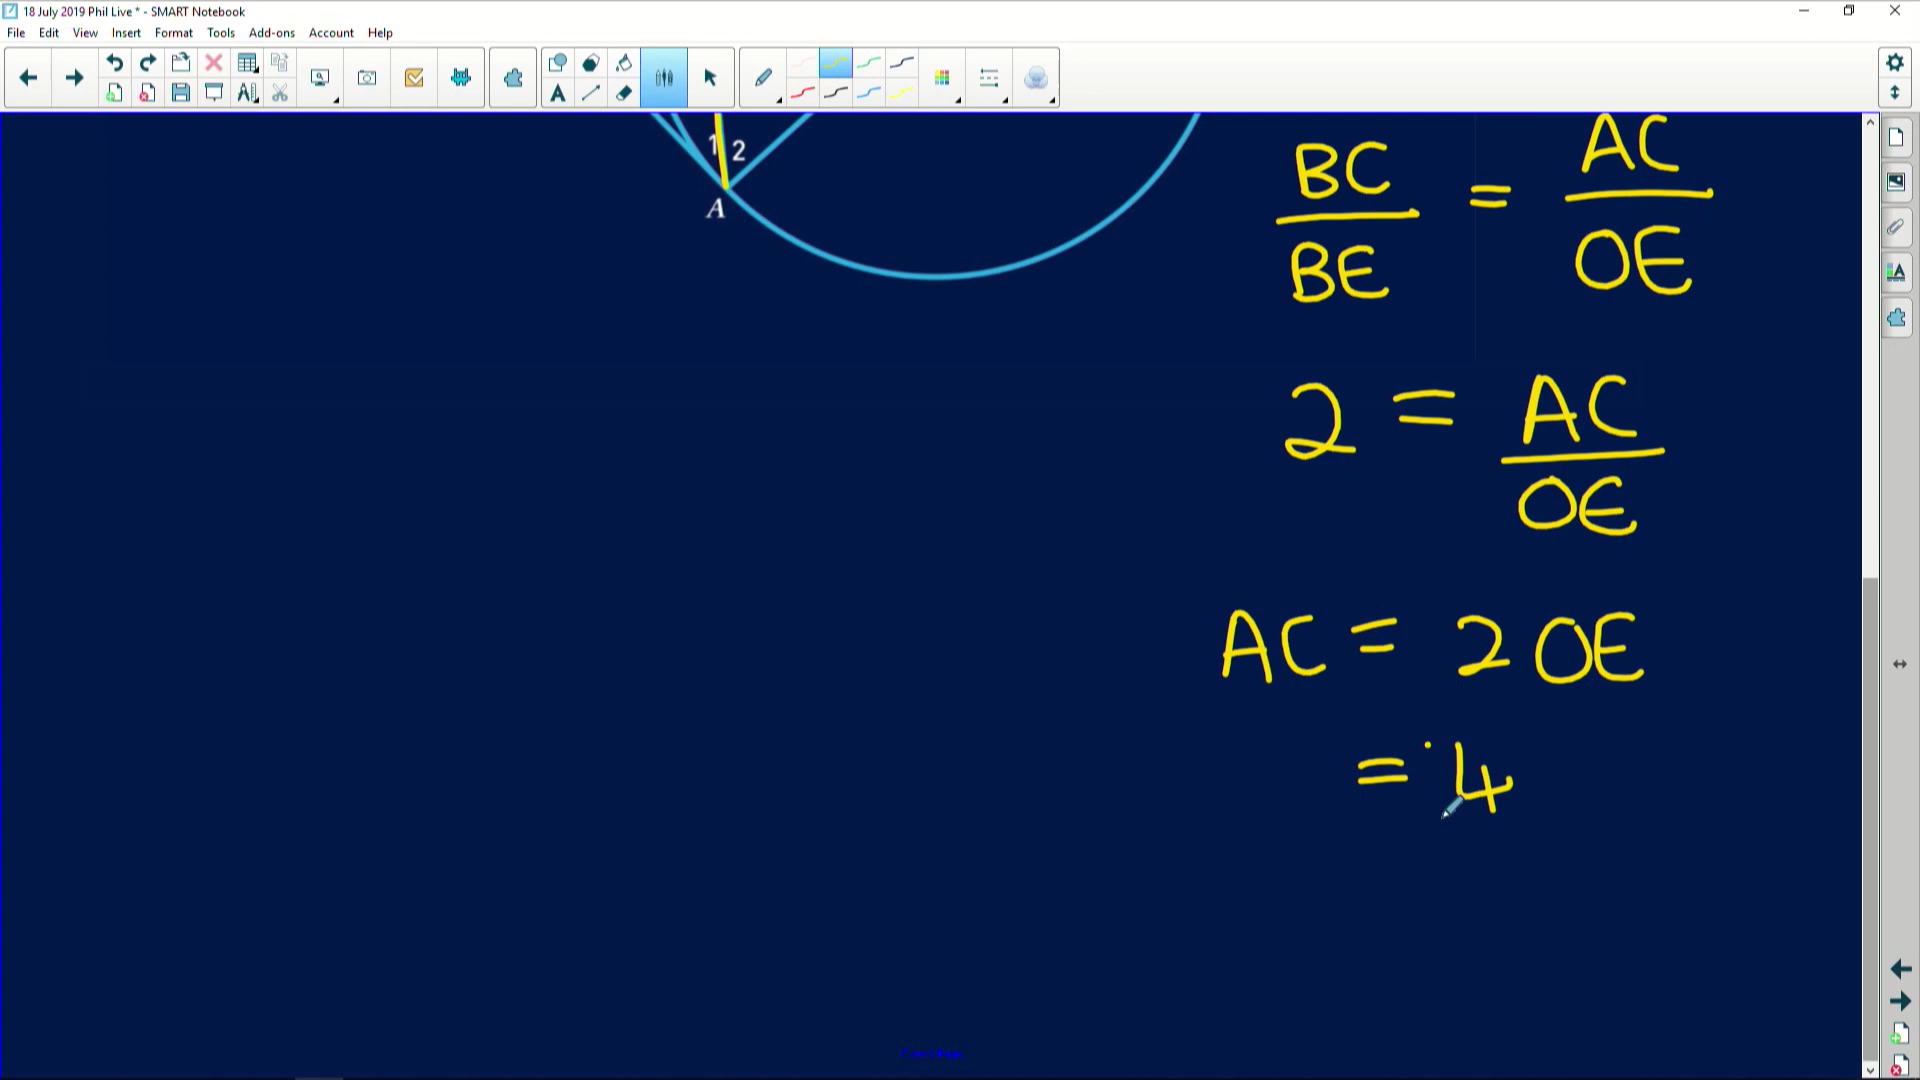 18 July 2019 Phil Live * - SMART Notebook
File Edit View Insert Format Tools Add-ons Account Help
1 2
A
BC = AC
BE OE
2 = AC
OE
AC = 2 OE
= 4